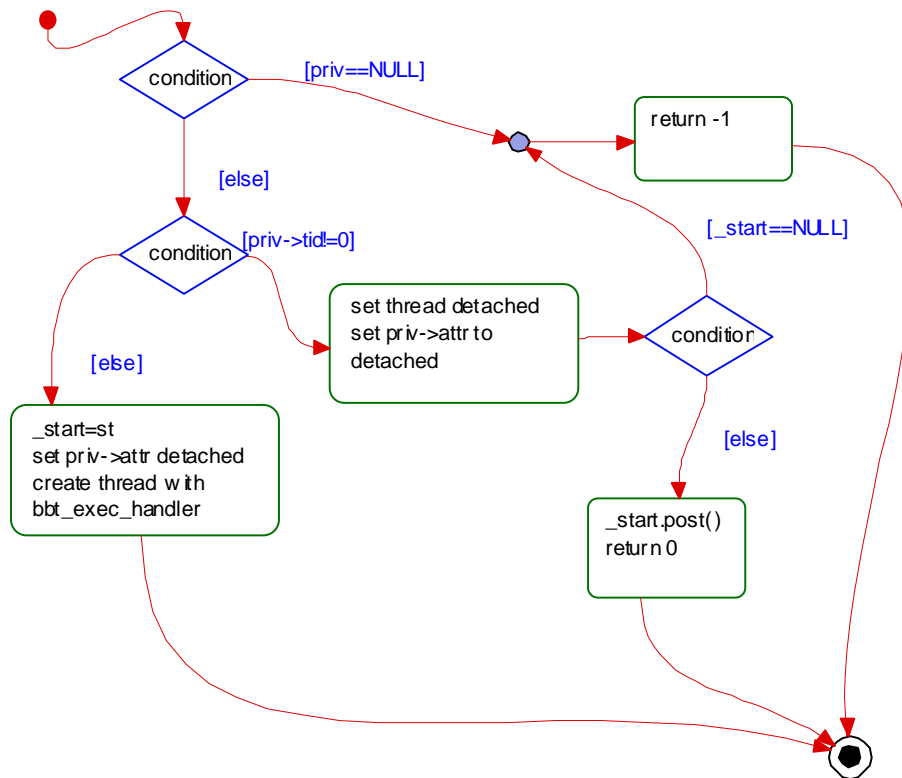 condition
[priv==NULL]
return -1
[else]
[_start==NULL]
condition
[priv->tid!=0]
set thread detached
set priv->attr to
detached
condition
[else]
_start=st
set priv->attr detached
create thread with
bbt_exec_handler
[else]
_start.post()
return 0